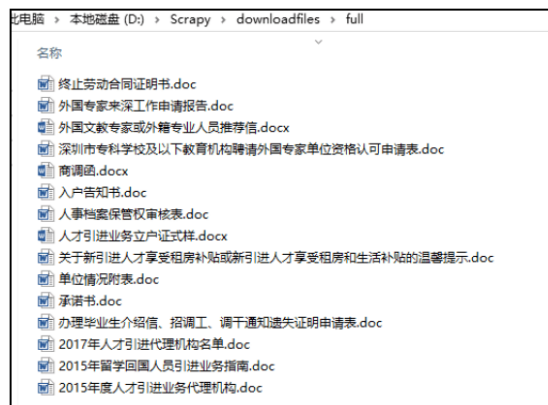 此电脑 › 本地磁盘 (D:) › Scrapy › downloadfiles › full
名称
终止劳动合同证明书.doc
外国专家来深工作申请报告.doc
外国文教专家或外籍专业人员推荐信.docx
深圳市专科学校及以下教育机构聘请外国专家单位资格认可申请表.doc
商调函.docx
入户告知书.doc
人事档案保管权审核表.doc
人才引进业务立户证式样.docx
关于新引进人才享受租房补贴或新引进人才享受租房和生活补贴的温馨提示.doc
单位情况附表.doc
承诺书.doc
办理毕业生介绍信、招调工、调干通知遗失证明申请表.doc
2017年人才引进代理机构名单.doc
2015年留学回国人员引进业务指南.doc
2015年度人才引进业务代理机构.doc